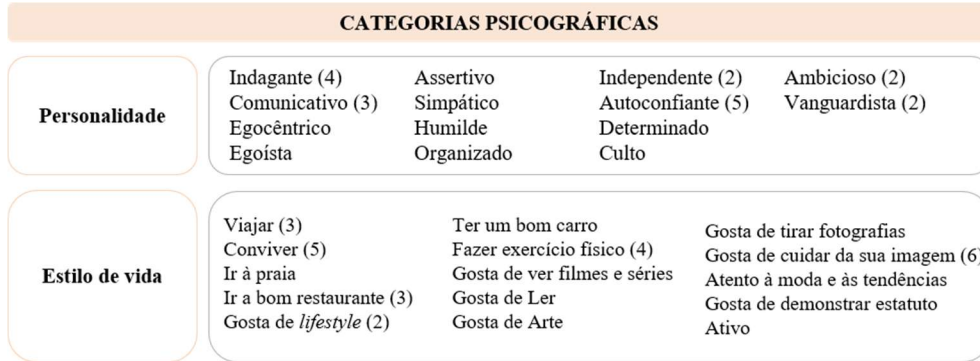 CATEGORIAS PSICOGRÁFICAS
Personalidade
Indagante (4)
Comunicativo (3)
Egocêntrico
Egoísta
Assertivo
Simpático
Humilde
Organizado
Independente (2)
Autoconfiante (5)
Determinado
Culto
Ambicioso (2)
Vanguardista (2)
Estilo de vida
Viajar (3)
Conviver (5)
Ir à praia
Ir a bom restaurante (3)
Gosta de lifestyle (2)
Ter um bom carro
Fazer exercício físico (4)
Gosta de ver filmes e séries
Gosta de Ler
Gosta de Arte
Gosta de tirar fotografias
Gosta de cuidar da sua imagem (6)
Atento à moda e às tendências
Gosta de demonstrar estatuto
Ativo